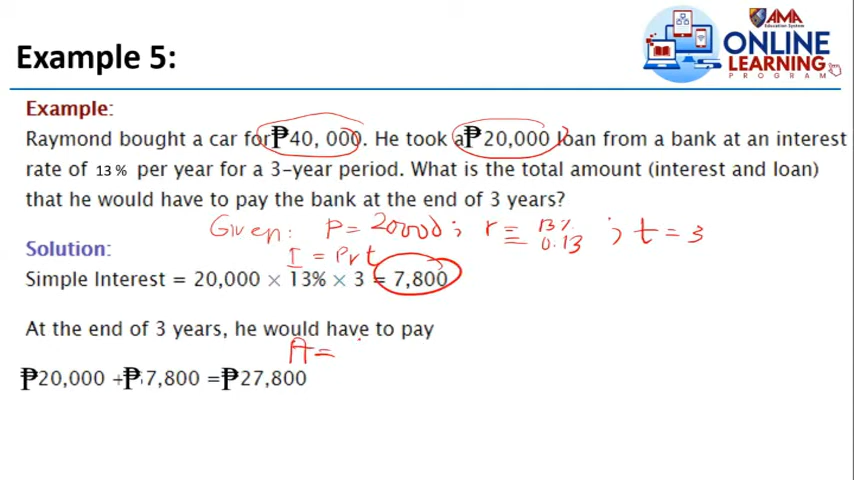 Example 5:
AMA
Education System
ONLINE
LEARNING
PROGRAM
Example:
Raymond bought a car for ₱40, 000. He took a ₱20,000 loan from a bank at an interest
rate of 13 % per year for a 3-year period. What is the total amount (interest and loan)
that he would have to pay the bank at the end of 3 years?
Given: P = 20000 ; r = 13% 0.13 ; t = 3
Solution:
I = Prt
Simple Interest = 20,000 × 13% × 3 = 7,800
At the end of 3 years, he would have to pay
A =
₱20,000 +₱7,800 =₱27,800